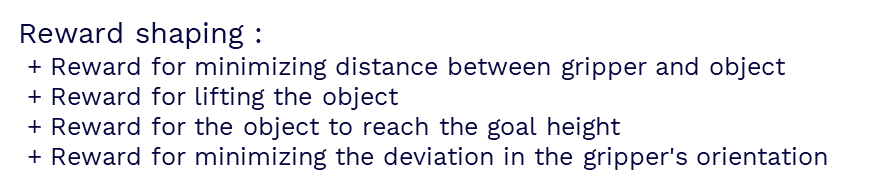 Reward shaping :
+ Reward for minimizing distance between gripper and object
+ Reward for lifting the object
+ Reward for the object to reach the goal height
+ Reward for minimizing the deviation in the gripper's orientation